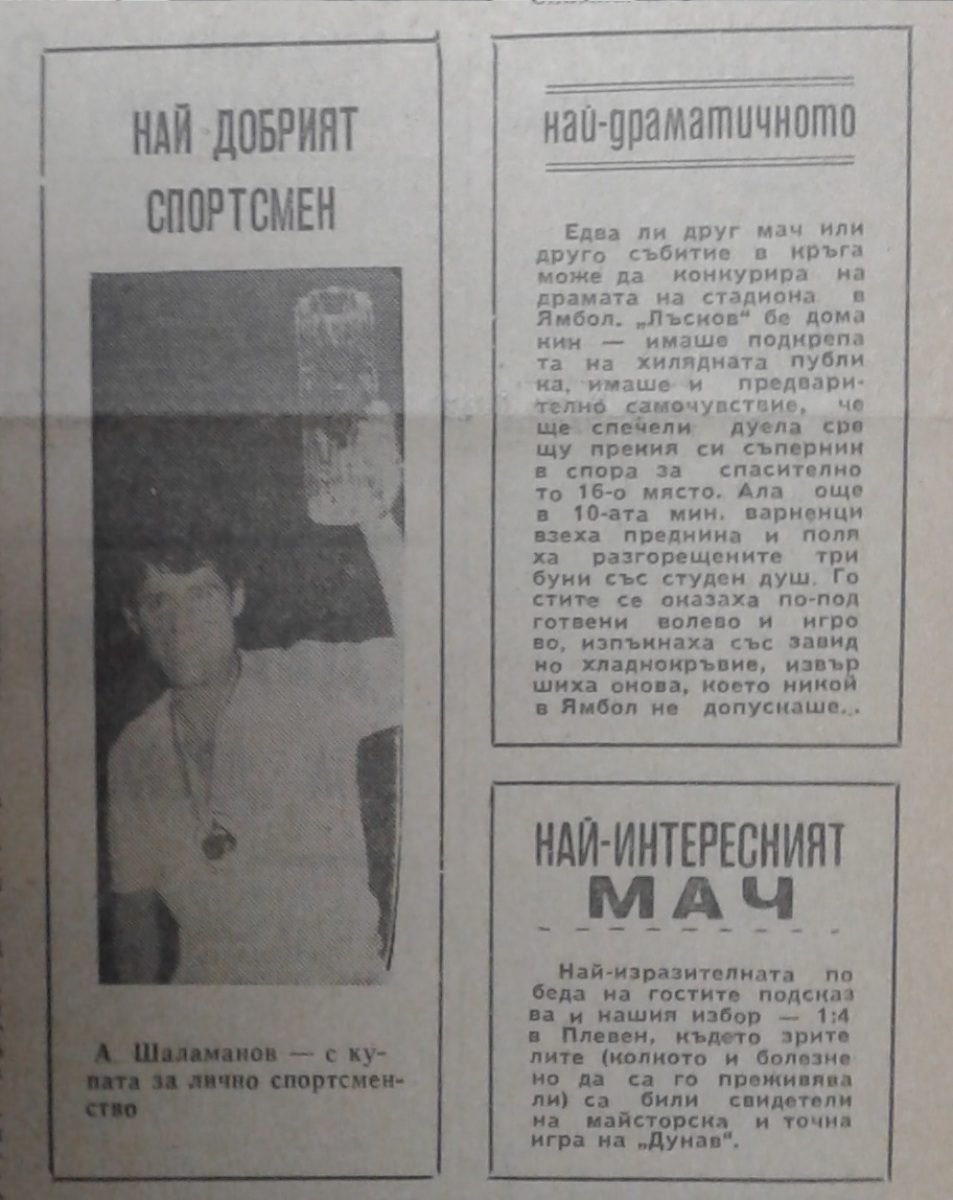 НАЙ ДОБРИЯТ
СПОРТСМЕН
А. Шаламанов — с ку-
пата за лично спортсмен-
ство
най-драматичното
Едва ли друг мач или
друго събитие в кръга
може да конкурира на
драмата на стадиона в
Ямбол. „Лъсков“ бе дома
кин — имаше подкрепа
та на хилядната публи
ка, имаше и предвари-
телно самочувствие, че
ще спечели дуела сре
щу прекия си съперник
в спора за спасително
то 16-о място. Ала още
в 10-ата мин. варненци
взеха преднина и поля
ха разгорещените три
буни със студен душ. Го
стите се оказаха по-под
готвени волево и игро
во, изпъкнаха със завид
но хладнокръвие, извър
шиха онова, което никой
в Ямбол не допускаше...
НАЙ-ИНТЕРЕСНИЯТ
МАЧ
Най-изразителната по
беда на гостите подсказ
ва и нашия избор — 1:4
в Плевен, където зрите
лите (колкото и болезне
но да са го преживява
ли) са били свидетели
на майсторска и точна
игра на „Дунав“.